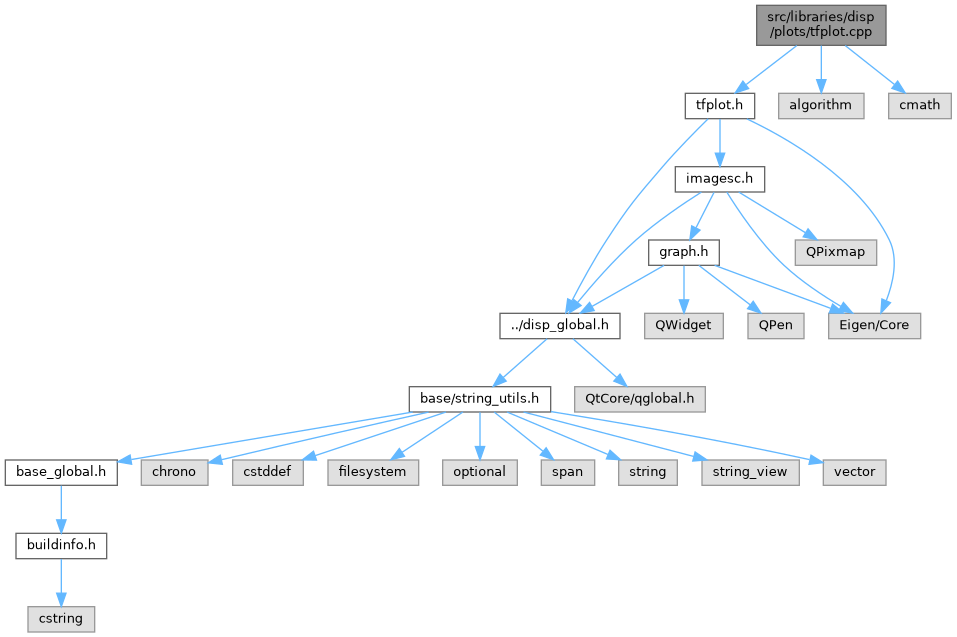 src/libraries/disp
/plots/tfplot.cpp
tfplot.h
algorithm
cmath
imagesc.h
graph.h
QPixmap
../disp_global.h
QWidget
QPen
Eigen/Core
base/string_utils.h
QtCore/qglobal.h
base_global.h
chrono
cstddef
filesystem
optional
span
string
string_view
vector
buildinfo.h
cstring